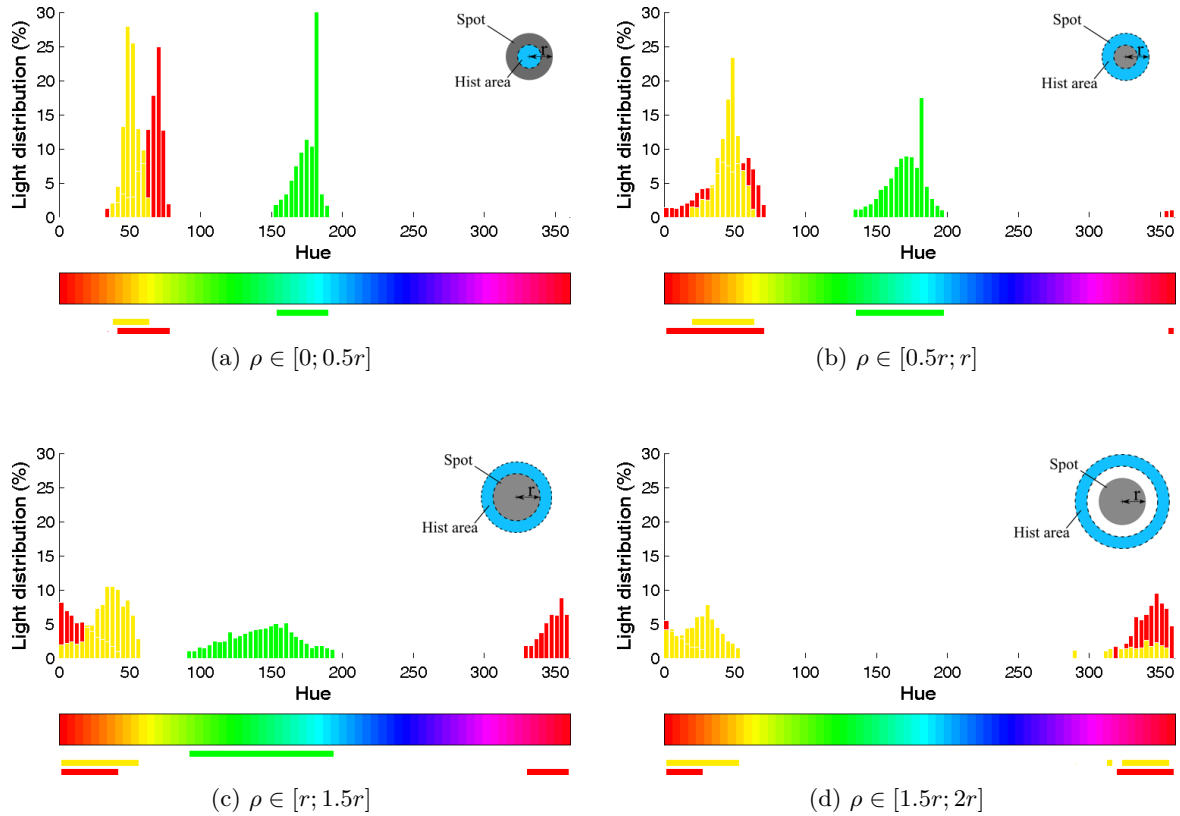 30
25
20
15
10
5
0
Light distribution (%)
Spot
r
Hist area
0 50 100 150 200 250 300 350
Hue
(a) ρ ∈ [0; 0.5r]
30
25
20
15
10
5
0
Light distribution (%)
Spot
r
Hist area
0 50 100 150 200 250 300 350
Hue
(b) ρ ∈ [0.5r; r]
30
25
20
15
10
5
0
Light distribution (%)
Spot
r
Hist area
0 50 100 150 200 250 300 350
Hue
(c) ρ ∈ [r; 1.5r]
30
25
20
15
10
5
0
Light distribution (%)
Spot
r
Hist area
0 50 100 150 200 250 300 350
Hue
(d) ρ ∈ [1.5r; 2r]